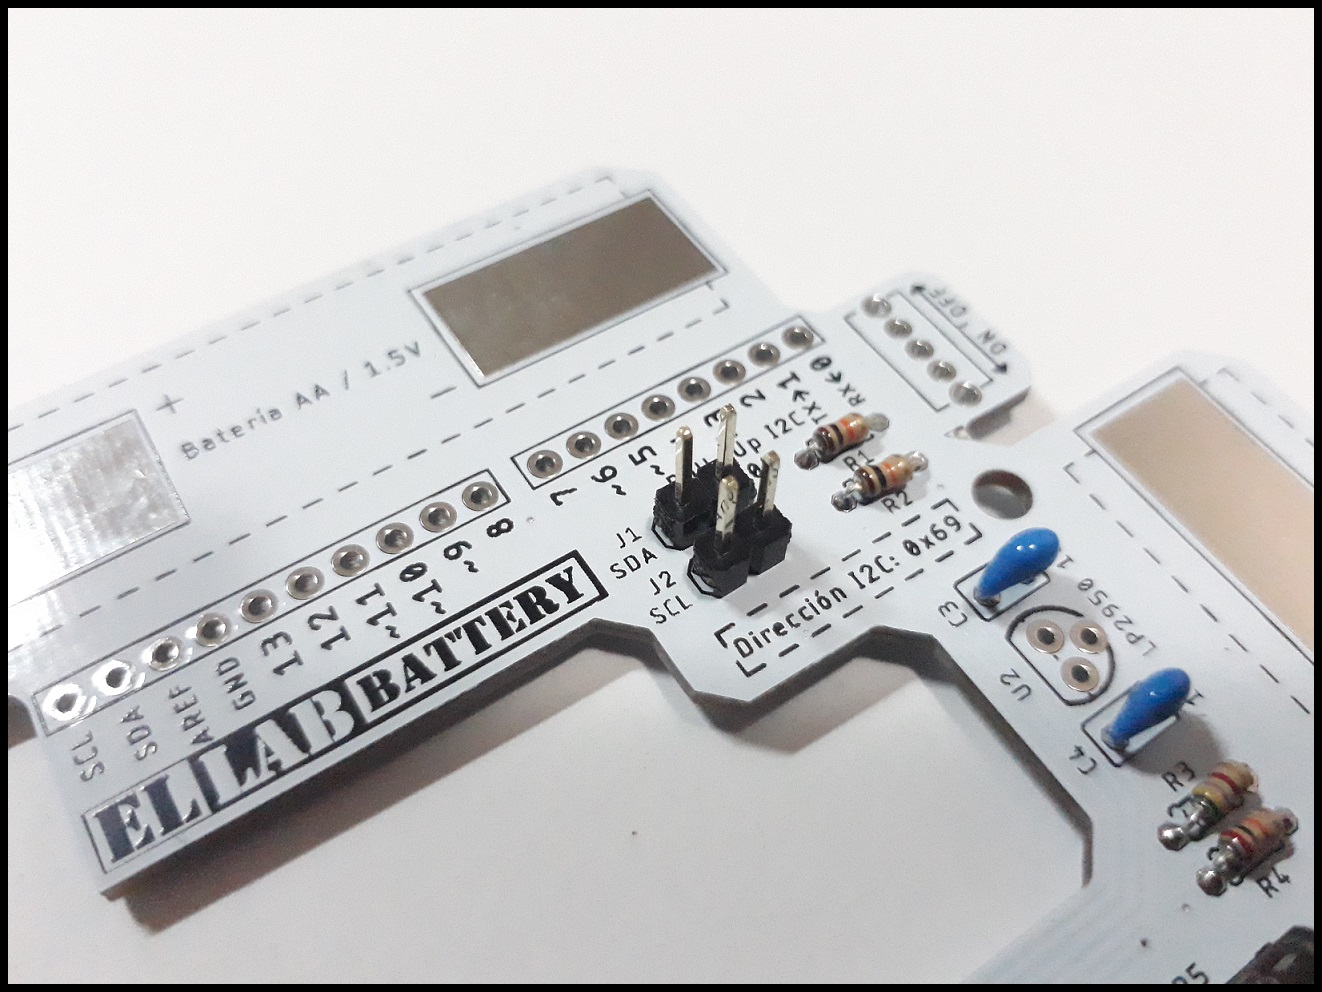 +
Batería AA / 1.5V
ON OFF
SCL
SDA
AREF
GND
13
12
~11
~10
~9
8
7
~6
~5
~3
2
TX→1
RX→0
Up I2C
R1
R2
J1
SDA
J2
SCL
Dirección I2C: 0x69
C3
LP2950
U2
C4
R3
R4
EL LAB BATTERY